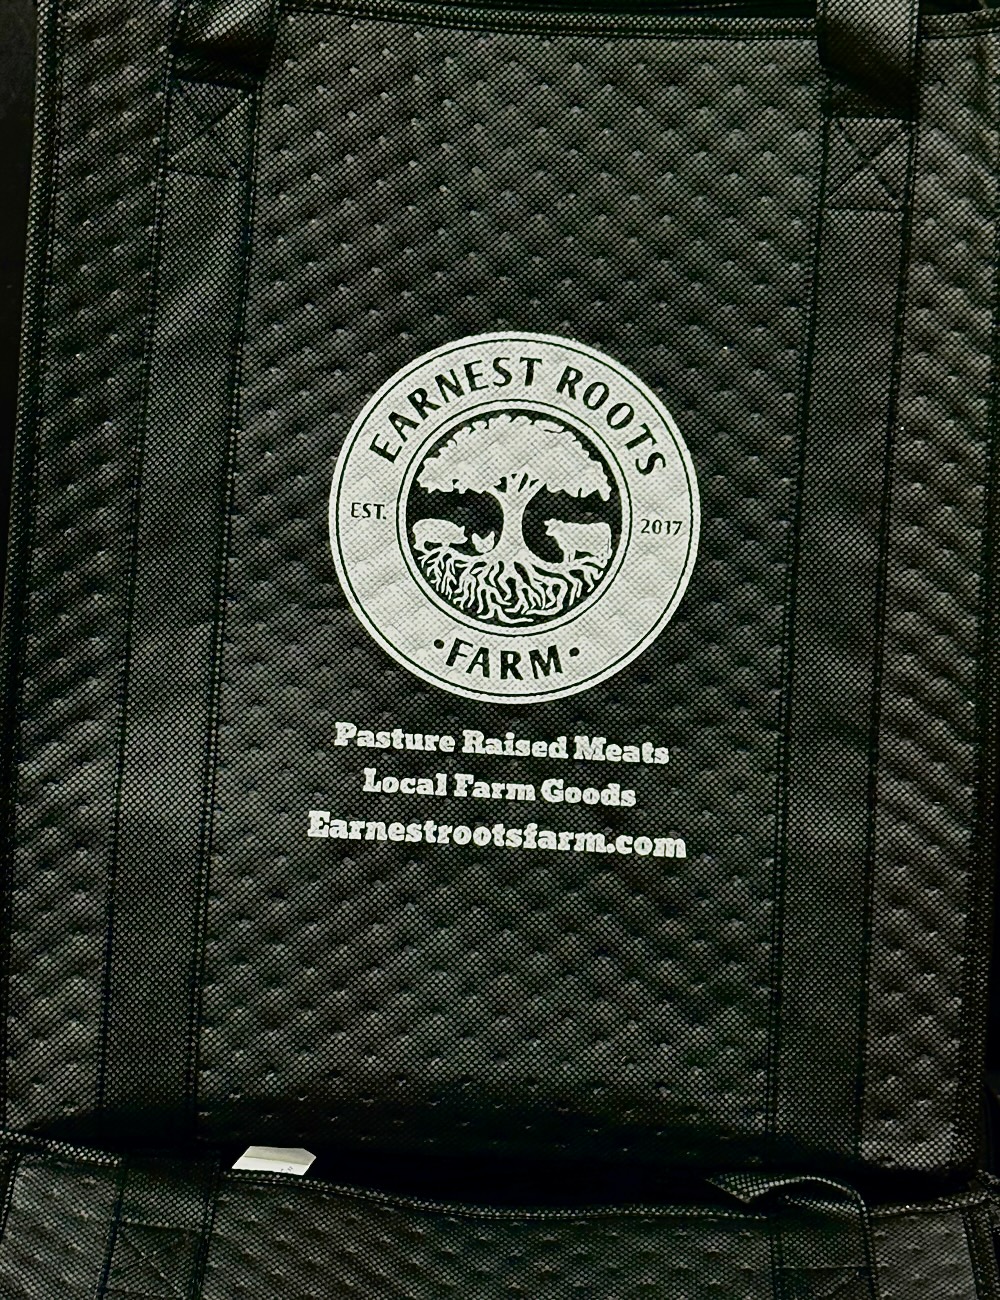 EARNEST ROOTS
EST. 2017
• FARM •
Pasture Raised Meats
Local Farm Goods
Earnestrootsfarm.com